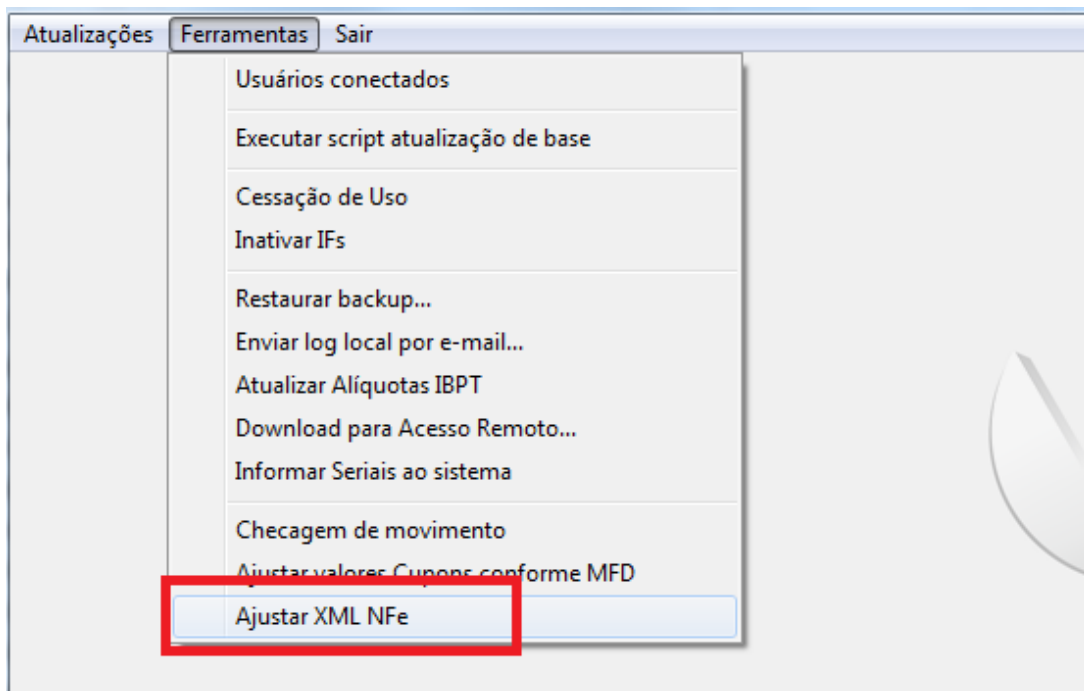 Atualizações Ferramentas Sair
Usuários conectados
Executar script atualização de base
Cessação de Uso
Inativar IFs
Restaurar backup...
Enviar log local por e-mail...
Atualizar Alíquotas IBPT
Download para Acesso Remoto...
Informar Seriais ao sistema
Checagem de movimento
Ajustar valores Cupons conforme MFD
Ajustar XML NFe